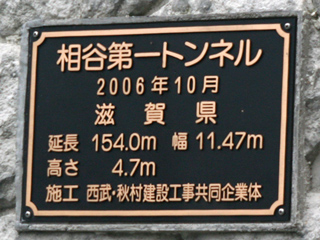 相谷第一トンネル
2006年10月
滋賀県
延長 154.0m 幅 11.47m
高さ 4.7m
施工 西武・秋村建設工事共同企業体